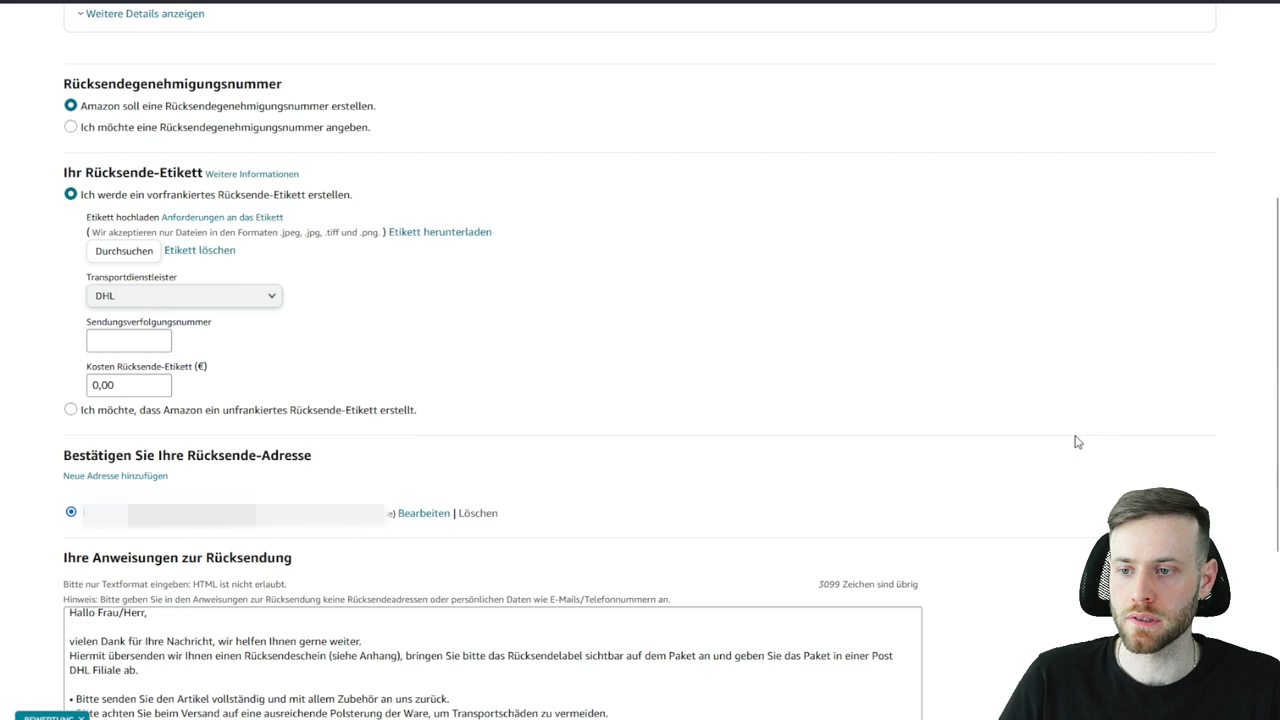 Weitere Details anzeigen
Rücksendegenehmigungsnummer
Amazon soll eine Rücksendegenehmigungsnummer erstellen.
Ich möchte eine Rücksendegenehmigungsnummer angeben.
Ihr Rücksende-Etikett Weitere Informationen
Ich werde ein vorfrankiertes Rücksende-Etikett erstellen.
Etikett hochladen Anforderungen an das Etikett
( Wir akzeptieren nur Dateien in den Formaten .jpeg, .jpg, .tiff und .png. ) Etikett herunterladen
Durchsuchen Etikett löschen
Transportdienstleister
DHL
Sendungsverfolgungsnummer
Kosten Rücksende-Etikett (€)
0,00
Ich möchte, dass Amazon ein unfrankiertes Rücksende-Etikett erstellt.
Bestätigen Sie Ihre Rücksende-Adresse
Neue Adresse hinzufügen
e) Bearbeiten | Löschen
Ihre Anweisungen zur Rücksendung
Bitte nur Textformat eingeben: HTML ist nicht erlaubt. 3099 Zeichen sind übrig
Hinweis: Bitte geben Sie in den Anweisungen zur Rücksendung keine Rücksendeadressen oder persönlichen Daten wie E-Mails/Telefonnummern an.
Hallo Frau/Herr,
vielen Dank für Ihre Nachricht, wir helfen Ihnen gerne weiter.
Hiermit übersenden wir Ihnen einen Rücksendeschein (siehe Anhang), bringen Sie bitte das Rücksendelabel sichtbar auf dem Paket an und geben Sie das Paket in einer Post
DHL Filiale ab.
• Bitte senden Sie den Artikel vollständig und mit allem Zubehör an uns zurück.
achten Sie beim Versand auf eine ausreichende Polsterung der Ware, um Transportschäden zu vermeiden.
BEWERTUNG